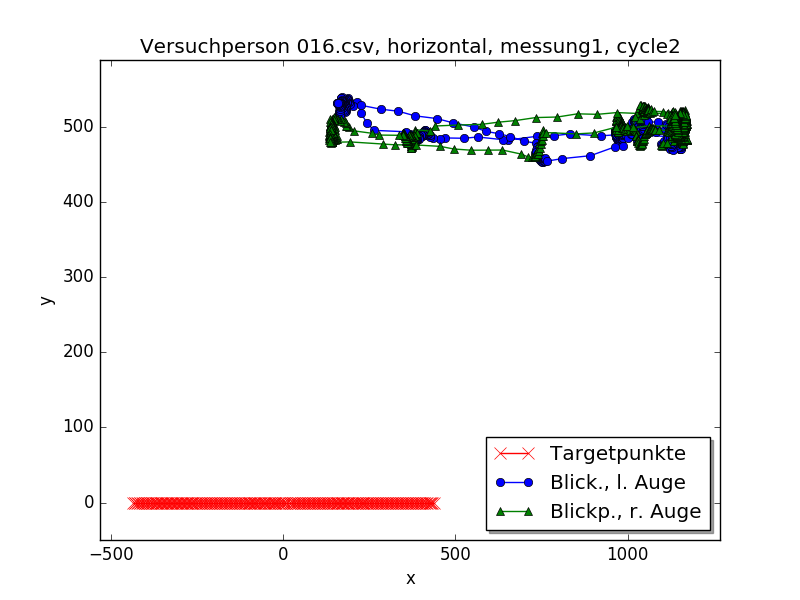 Versuchperson 016.csv, horizontal, messung1, cycle2
y
500
400
300
200
100
0
Targetpunkte
Blick., l. Auge
Blickp., r. Auge
−500 0 500 1000
x